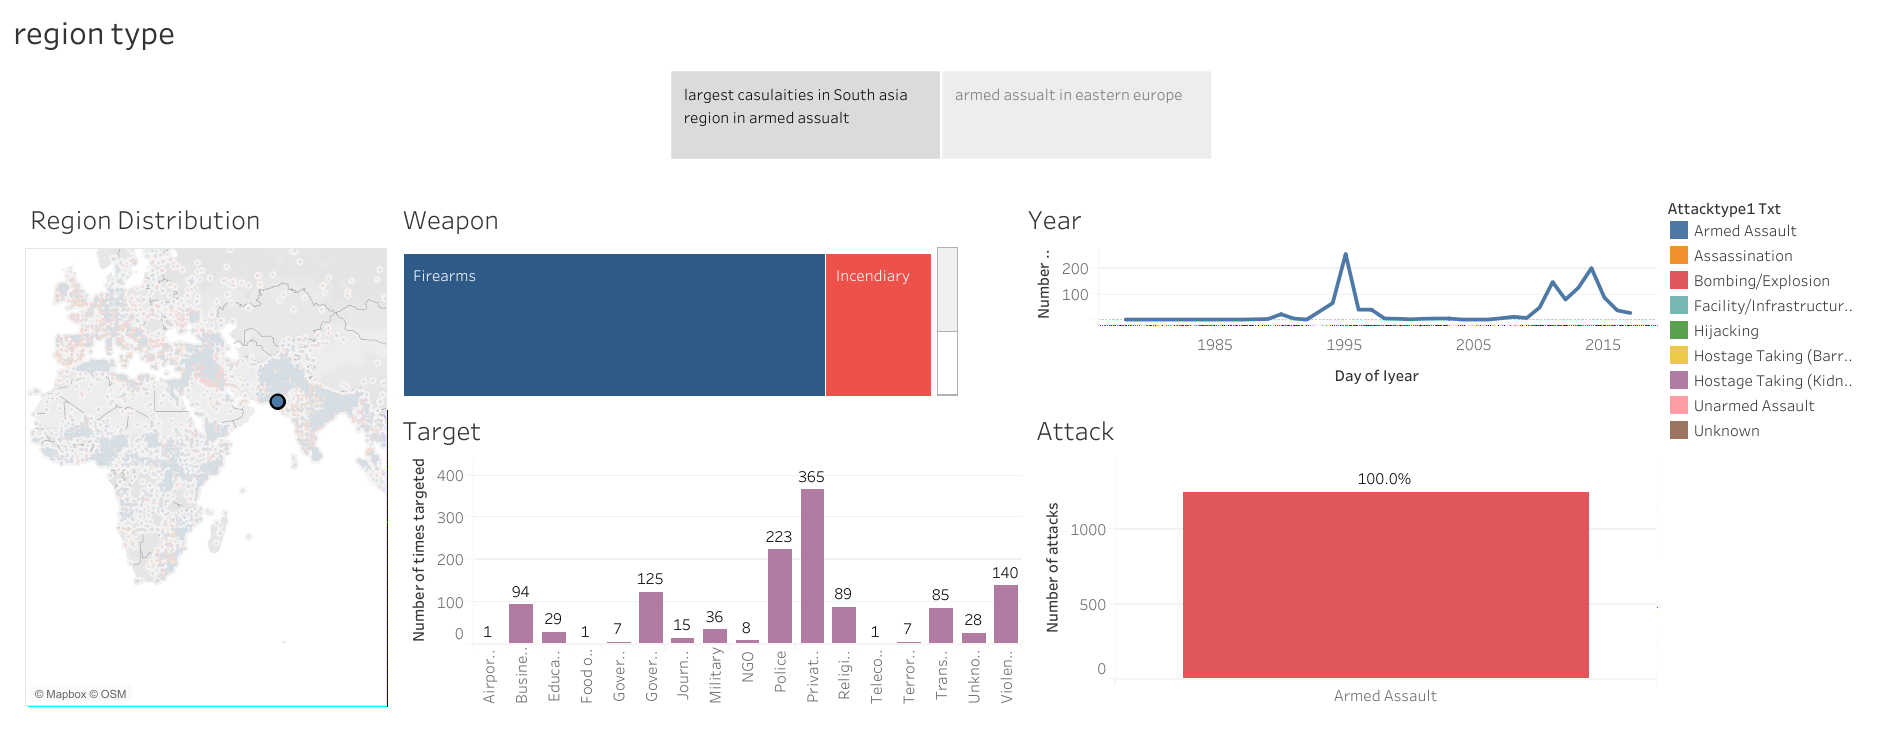 region type
largest casulaities in South asia
region in armed assualt
armed assualt in eastern europe
Region Distribution
© Mapbox © OSM
Weapon
Firearms
Incendiary
Year
Number ..
200
100
1985
1995
2005
2015
Day of Iyear
Attacktype1 Txt
Armed Assault
Assassination
Bombing/Explosion
Facility/Infrastructur..
Hijacking
Hostage Taking (Barr..
Hostage Taking (Kidn..
Unarmed Assault
Unknown
Target
Number of times targeted
400
300
200
100
0
1
94
29
1
7
125
15
36
8
223
365
89
1
7
85
28
140
Airpor..
Busine..
Educa..
Food o..
Gover..
Gover..
Journ..
Military
NGO
Police
Privat..
Religi..
Teleco..
Terror..
Trans..
Unkno..
Violen..
Attack
Number of attacks
1000
500
0
100.0%
Armed Assault